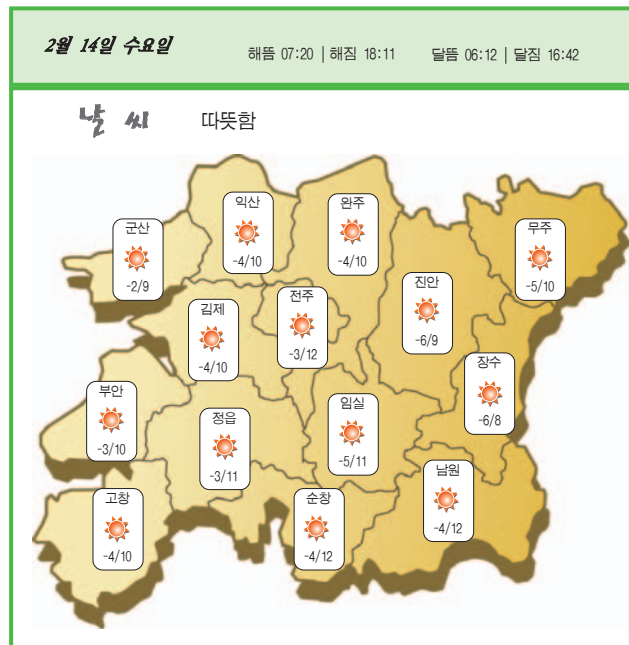 2월 14일 수요일
해뜸 07:20 | 해짐 18:11 달뜸 06:12 | 달짐 16:42
날 씨 따뜻함
익산
-4/10
완주
-4/10
군산
-2/9
무주
-5/10
진안
-6/9
전주
-3/12
김제
-4/10
장수
-6/8
부안
-3/10
임실
-5/11
정읍
-3/11
남원
-4/12
고창
-4/10
순창
-4/12